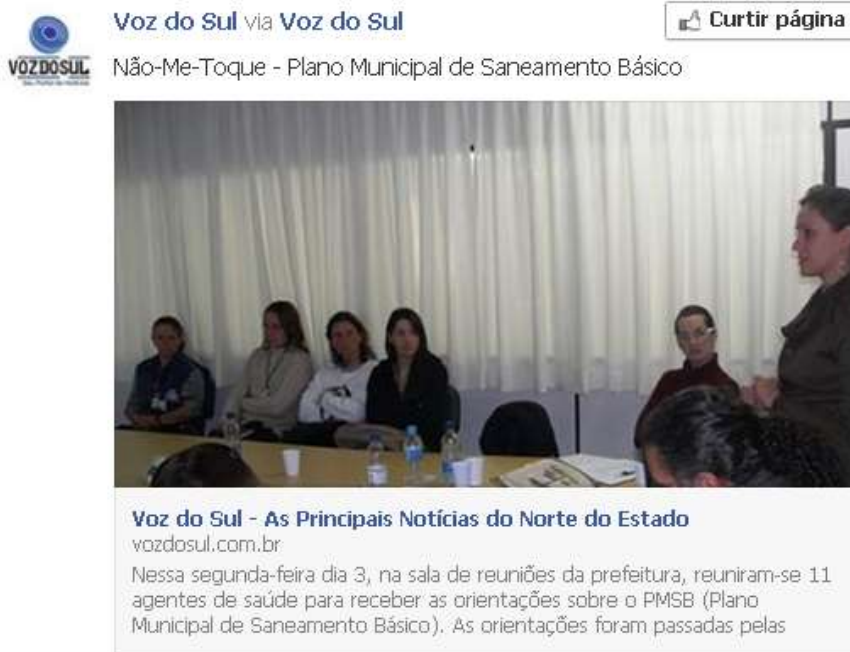 Voz do Sul via Voz do Sul
Curtir página
VOZDOSUL
Não-Me-Toque - Plano Municipal de Saneamento Básico
Voz do Sul - As Principais Notícias do Norte do Estado
vozdosul.com.br
Nessa segunda-feira dia 3, na sala de reuniões da prefeitura, reuniram-se 11
agentes de saúde para receber as orientações sobre o PMSB (Plano
Municipal de Saneamento Básico). As orientações foram passadas pelas